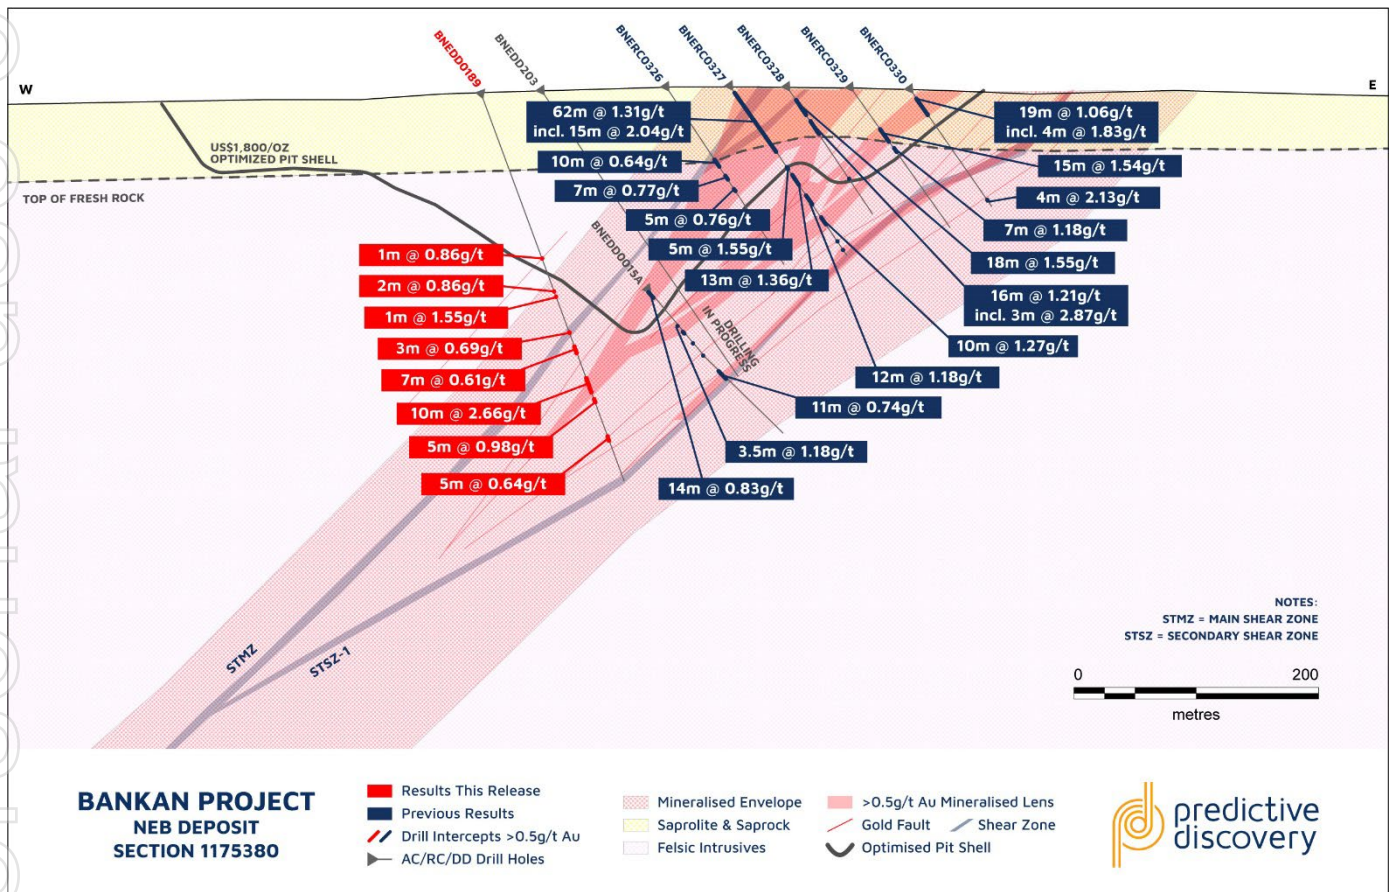 BNEDD0189
BNEDD203
BNERC0326
BNERC0327
BNERC0328
BNERC0329
BNERC0330
W
E
62m @ 1.31g/t
incl. 15m @ 2.04g/t
19m @ 1.06g/t
incl. 4m @ 1.83g/t
US$1,800/OZ
OPTIMIZED PIT SHELL
10m @ 0.64g/t
15m @ 1.54g/t
TOP OF FRESH ROCK
7m @ 0.77g/t
4m @ 2.13g/t
5m @ 0.76g/t
7m @ 1.18g/t
1m @ 0.86g/t
BNEDD0015A
5m @ 1.55g/t
18m @ 1.55g/t
2m @ 0.86g/t
13m @ 1.36g/t
16m @ 1.21g/t
incl. 3m @ 2.87g/t
1m @ 1.55g/t
DRILLING
IN PROGRESS
3m @ 0.69g/t
10m @ 1.27g/t
7m @ 0.61g/t
12m @ 1.18g/t
10m @ 2.66g/t
11m @ 0.74g/t
5m @ 0.98g/t
3.5m @ 1.18g/t
5m @ 0.64g/t
14m @ 0.83g/t
STMZ
STSZ-1
NOTES:
STMZ = MAIN SHEAR ZONE
STSZ = SECONDARY SHEAR ZONE
0 200
metres
BANKAN PROJECT
NEB DEPOSIT
SECTION 1175380
Results This Release
Previous Results
Drill Intercepts >0.5g/t Au
AC/RC/DD Drill Holes
Mineralised Envelope
Saprolite & Saprock
Felsic Intrusives
>0.5g/t Au Mineralised Lens
Gold Fault
Shear Zone
Optimised Pit Shell
predictive
discovery